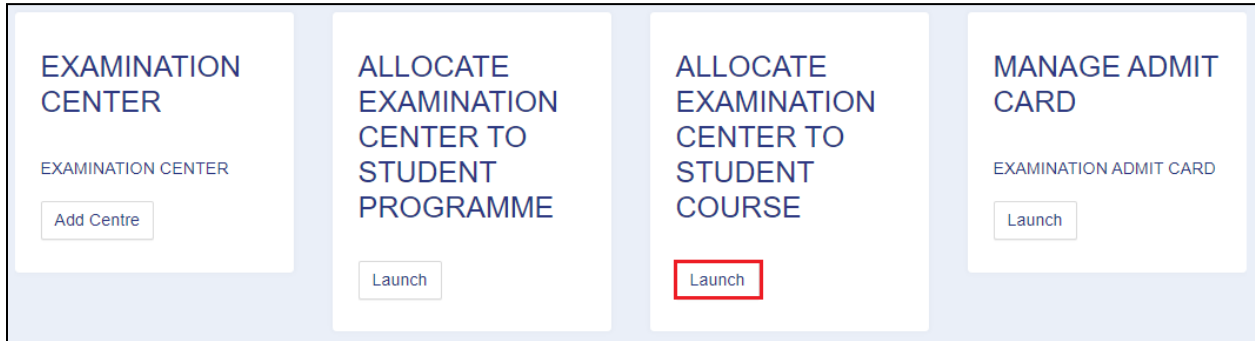 EXAMINATION
CENTER
EXAMINATION CENTER
Add Centre
ALLOCATE
EXAMINATION
CENTER TO
STUDENT
PROGRAMME
Launch
ALLOCATE
EXAMINATION
CENTER TO
STUDENT
COURSE
Launch
MANAGE ADMIT
CARD
EXAMINATION ADMIT CARD
Launch